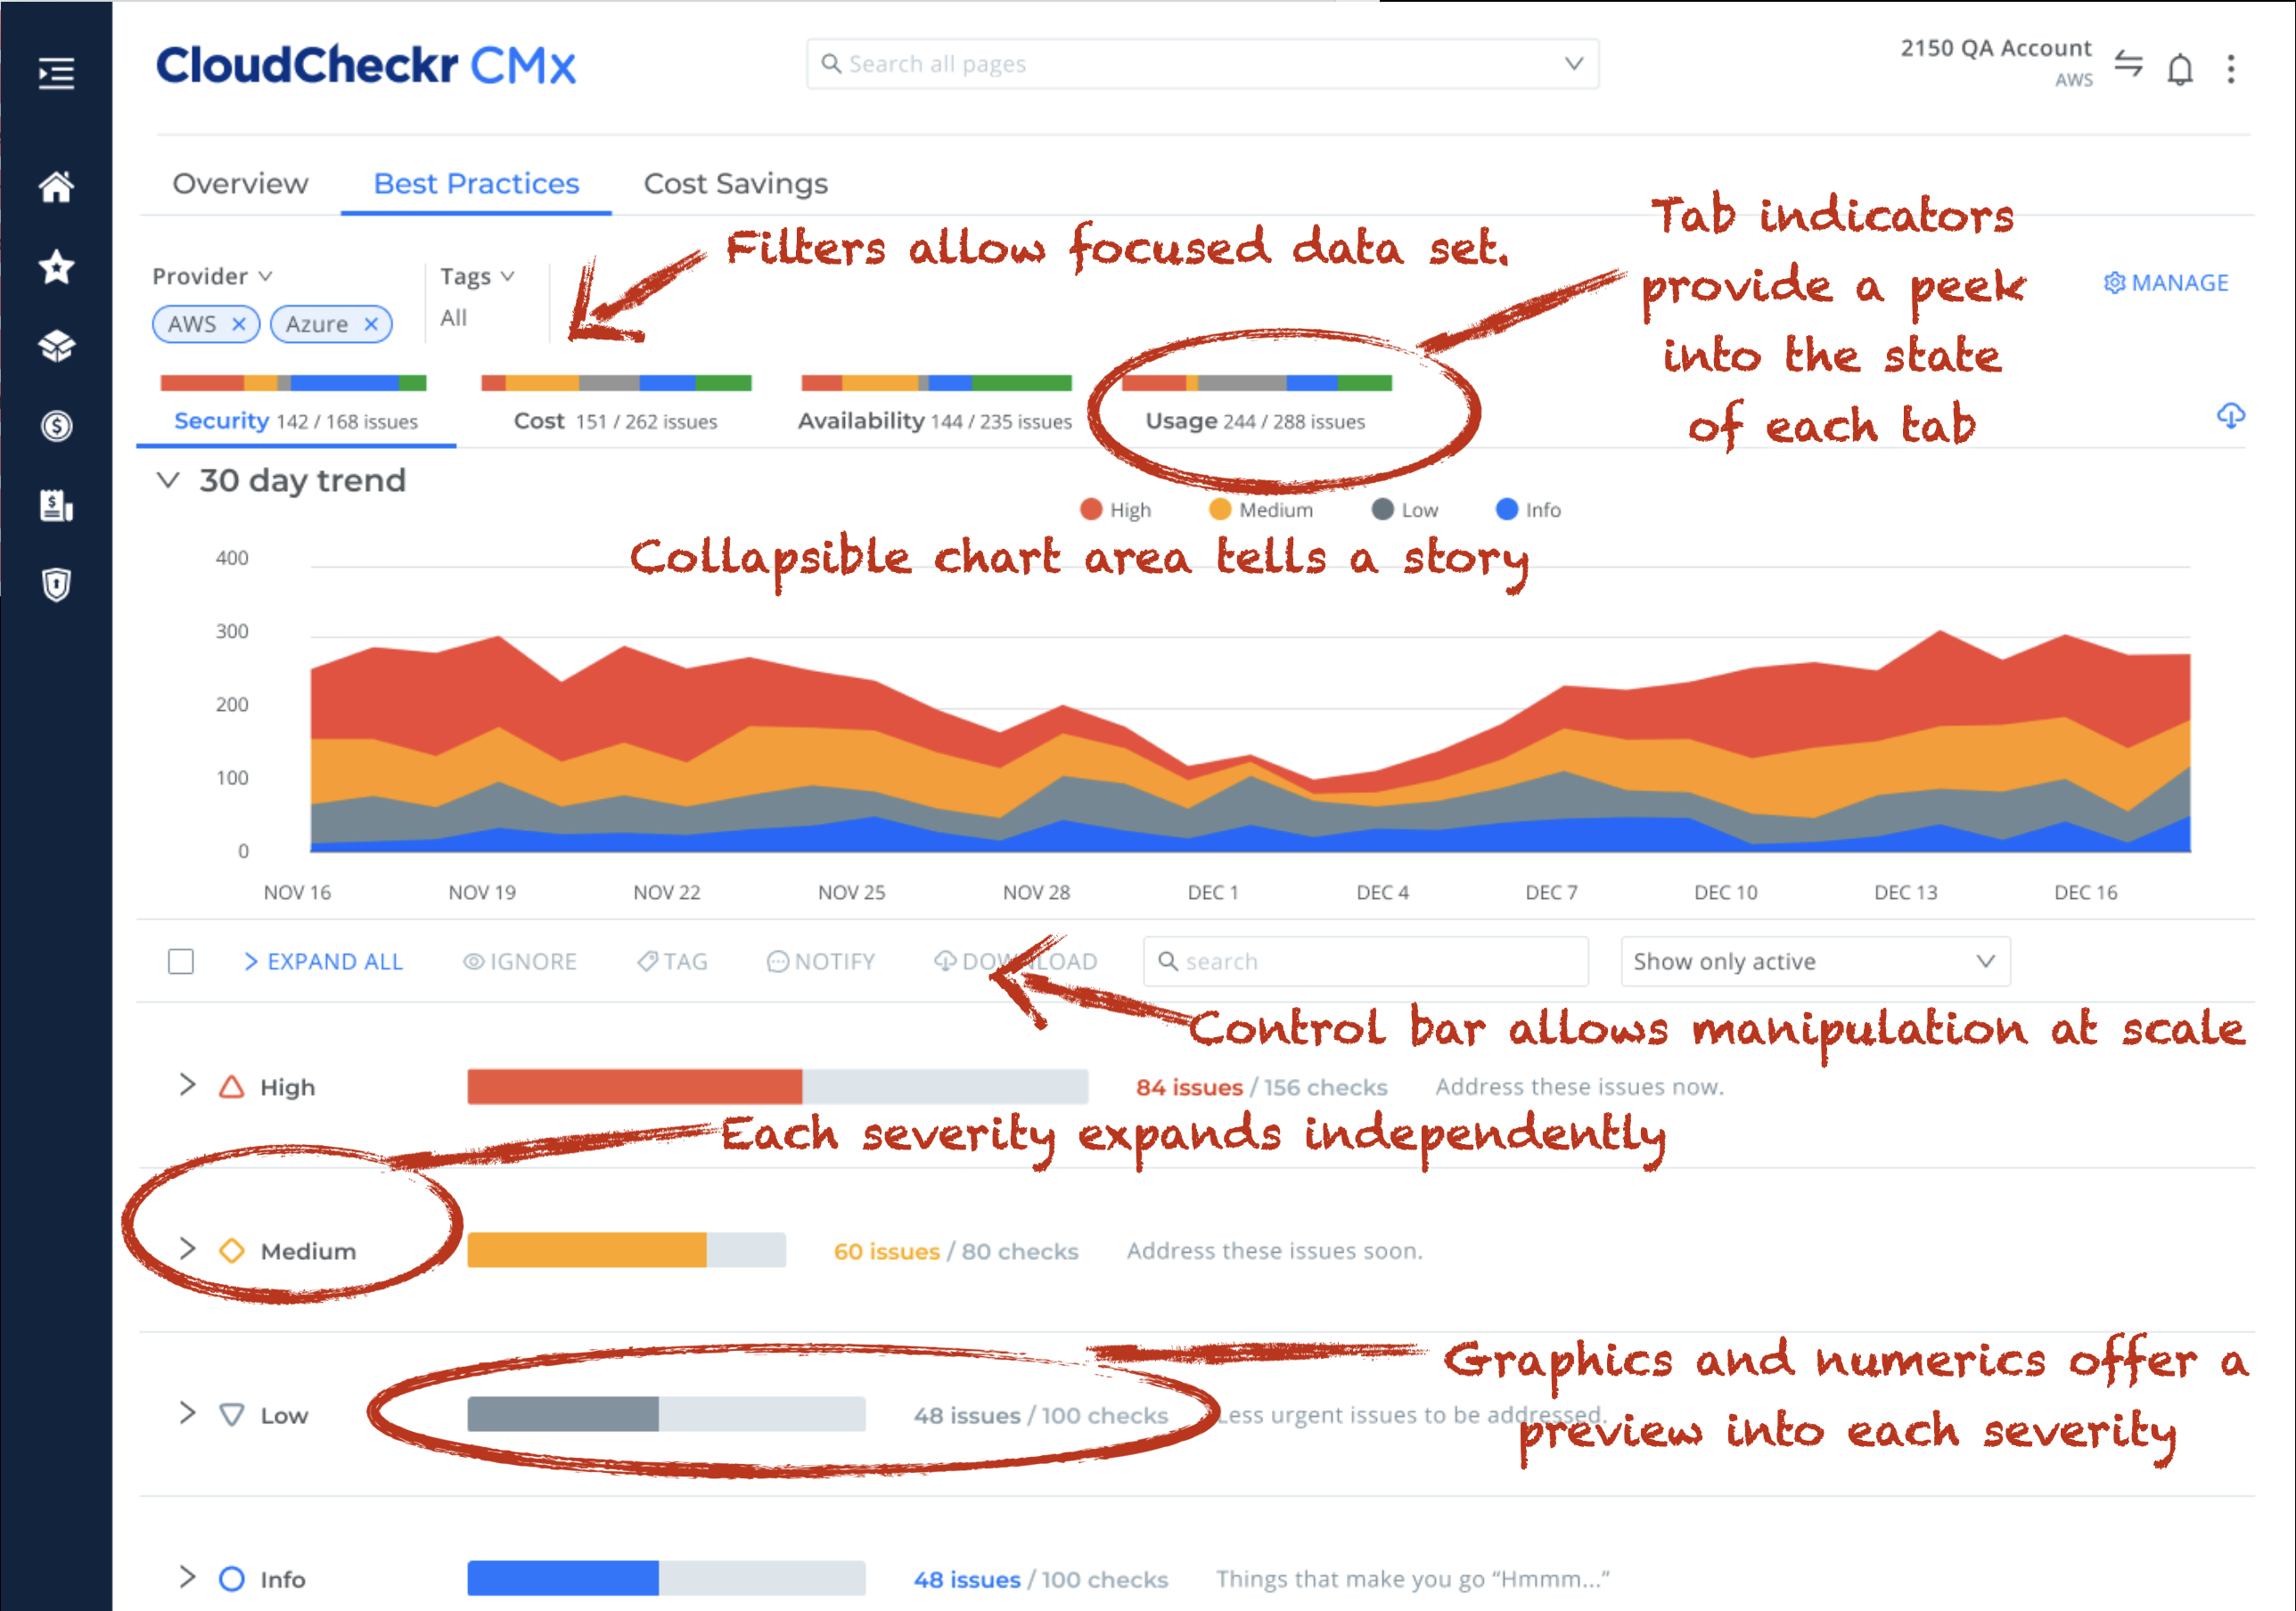 CloudCheckr CMx
Search all pages
2150 QA Account
AWS
Overview
Best Practices
Cost Savings
Filters allow focused data set.
Tab indicators
provide a peek
into the state
of each tab
Provider
Tags
MANAGE
AWS
Azure
All
Security 142 / 168 issues
Cost 151 / 262 issues
Availability 144 / 235 issues
Usage 244 / 288 issues
30 day trend
High
Medium
Low
Info
Collapsible chart area tells a story
400
300
200
100
0
NOV 16
NOV 19
NOV 22
NOV 25
NOV 28
DEC 1
DEC 4
DEC 7
DEC 10
DEC 13
DEC 16
EXPAND ALL
IGNORE
TAG
NOTIFY
DOWNLOAD
search
Show only active
Control bar allows manipulation at scale
High
84 issues / 156 checks
Address these issues now.
Each severity expands independently
Medium
60 issues / 80 checks
Address these issues soon.
Graphics and numerics offer a
preview into each severity
Low
48 issues / 100 checks
Less urgent issues to be addressed.
Info
48 issues / 100 checks
Things that make you go “Hmmm...”